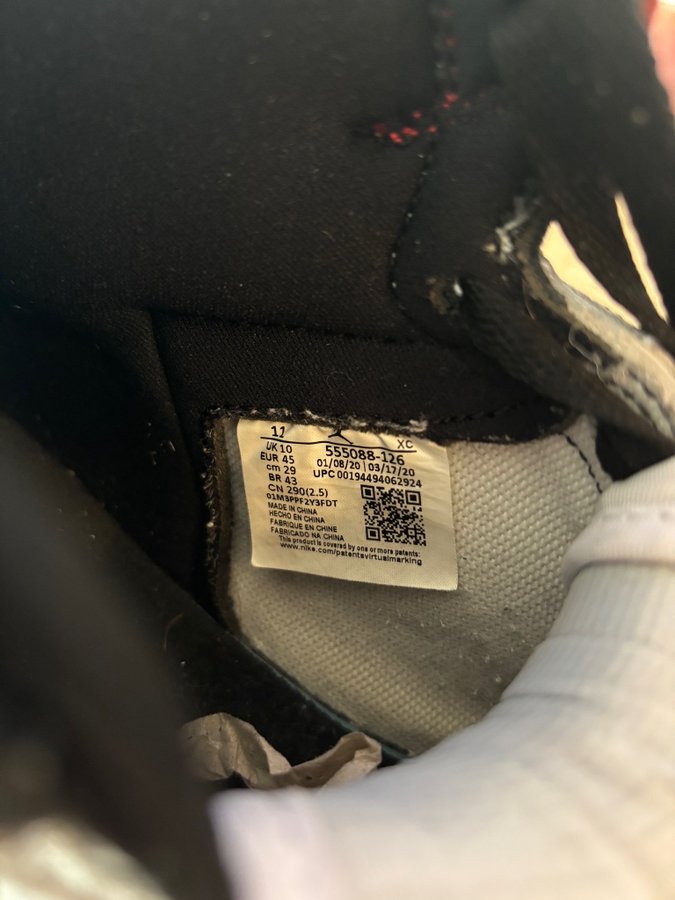 11 XC
UK 10 555088-126
EUR 45 01/08/20 | 03/17/20
cm 29 UPC 00194494062924
BR 43
CN 290(2.5)
01M3PPF2Y3FDT
MADE IN CHINA
HECHO EN CHINA
FABRIQUE EN CHINE
FABRICADO NA CHINA
This product is covered by one or more patents:
www.nike.com/patentsvirtualmarking